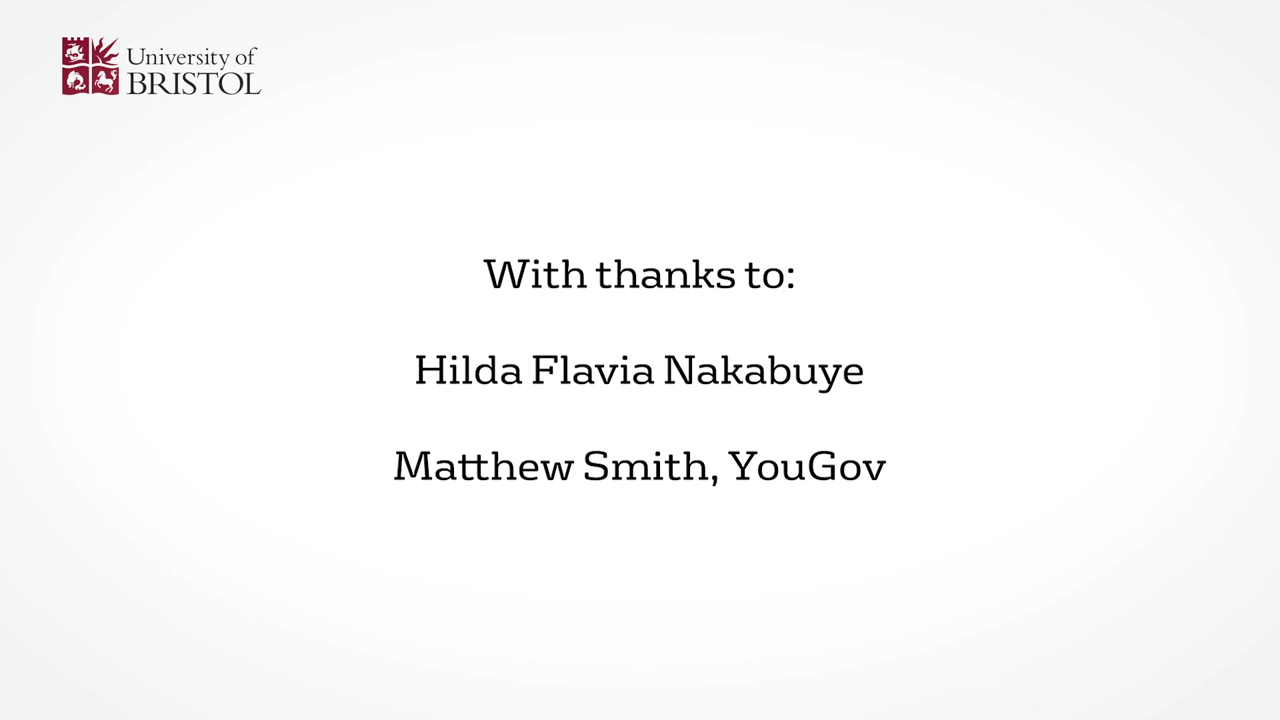 University of
BRISTOL
With thanks to:
Hilda Flavia Nakabuye
Matthew Smith, YouGov